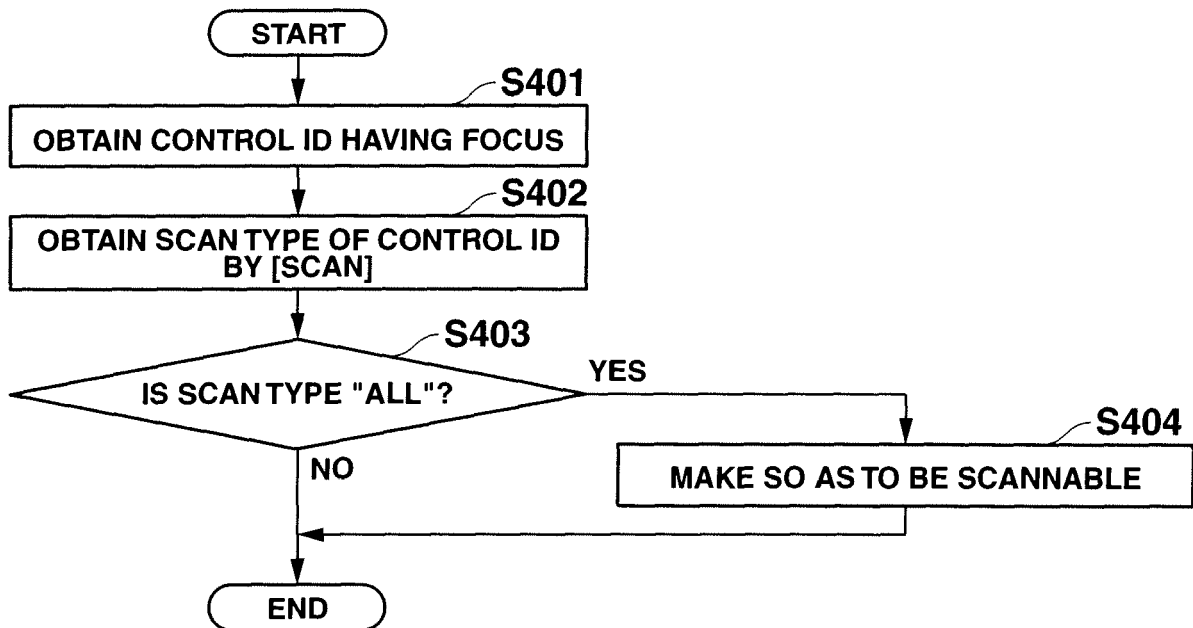 START
S401
OBTAIN CONTROL ID HAVING FOCUS
S402
OBTAIN SCAN TYPE OF CONTROL ID
BY [SCAN]
S403
IS SCAN TYPE "ALL"?
YES
S404
MAKE SO AS TO BE SCANNABLE
NO
END